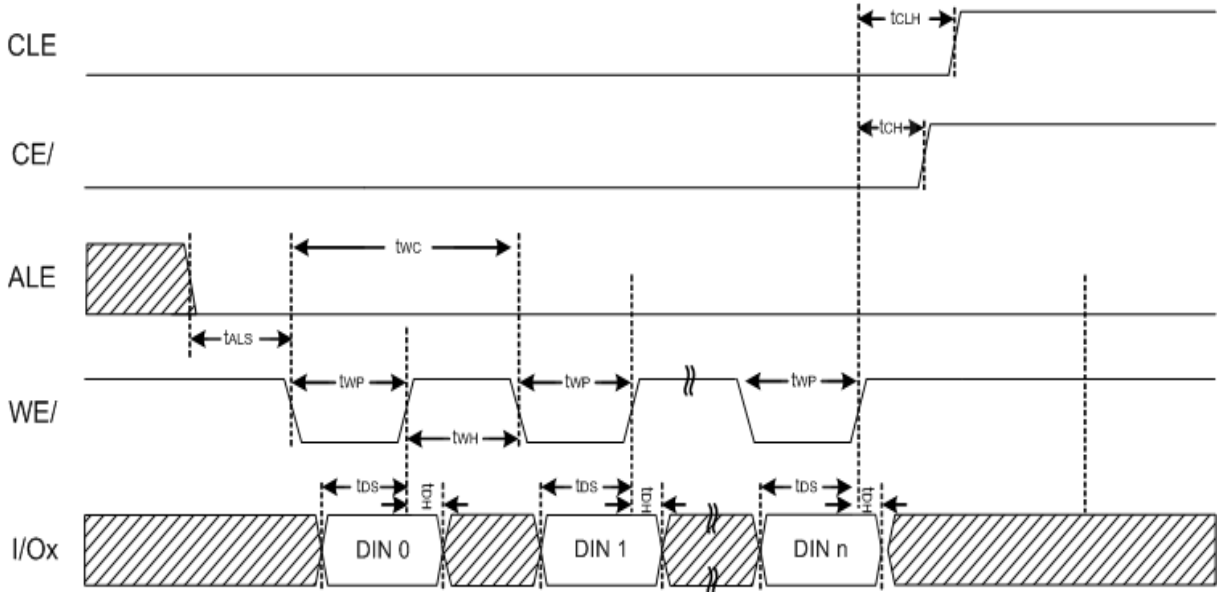 CLE
tCLH
CE/
tCH
ALE
tWC
tALS
WE/
tWP
tWP
tWP
tWH
tDS
tDH
tDS
tDH
tDS
tDH
I/Ox
DIN 0
DIN 1
DIN n